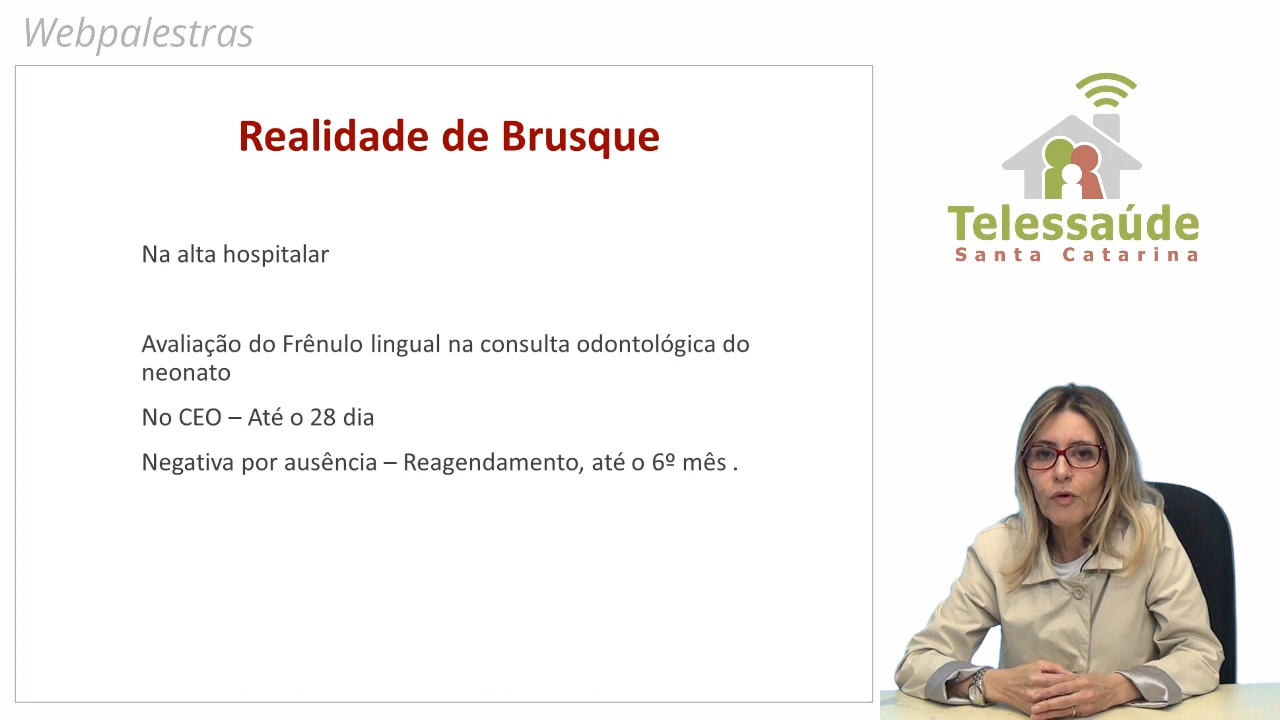 Webpalestras
Realidade de Brusque
Na alta hospitalar
Avaliação do Frênulo lingual na consulta odontológica do
neonato
No CEO – Até o 28 dia
Negativa por ausência – Reagendamento, até o 6º mês .
Telessaúde
Santa Catarina